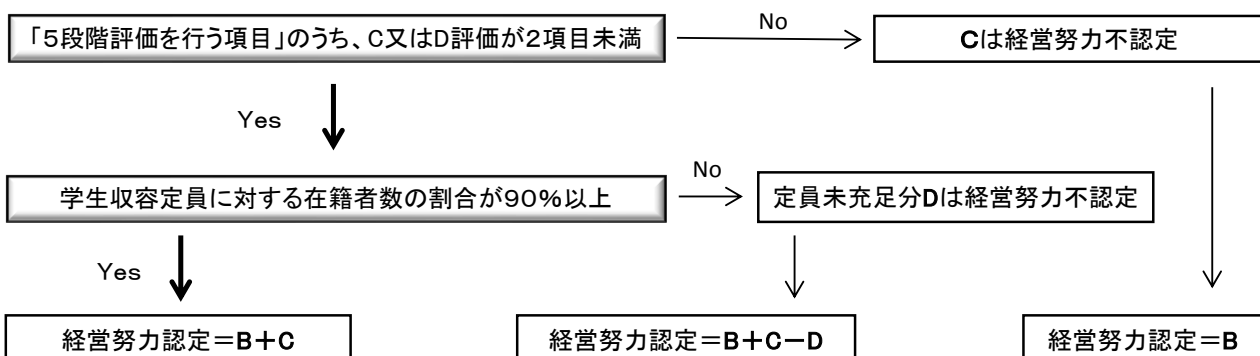 「5段階評価を行う項目」のうち、C又はD評価が2項目未満
No
Cは経営努力不認定
Yes
学生収容定員に対する在籍者数の割合が90%以上
No
定員未充足分Dは経営努力不認定
Yes
経営努力認定=B+C
経営努力認定=B+C-D
経営努力認定=B